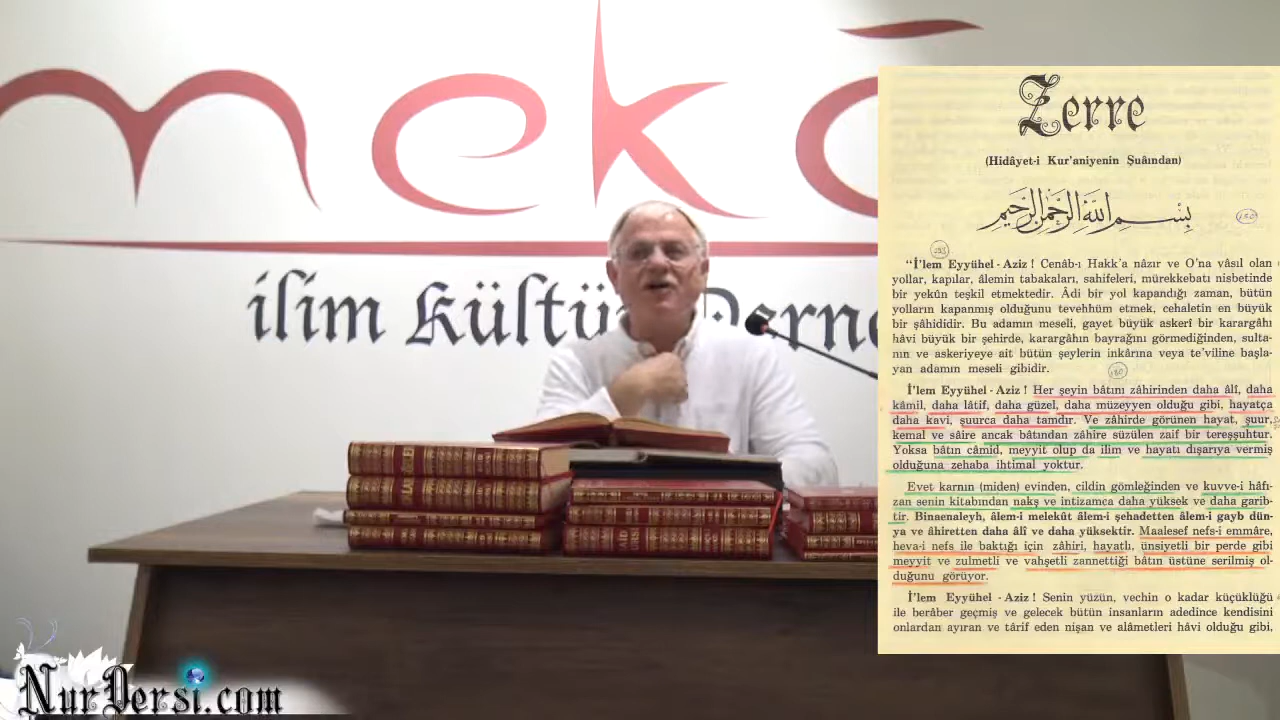 mekâ
ilim Kültür Derne
Zerre
(Hidâyet-i Kur'aniyenin Şuâından)
بِسْمِ اللهِ الرَّحْمٰنِ الرَّحِيمِ
"İ'lem Eyyühel - Aziz ! Cenâb-ı Hakk'a nâzır ve O'na vâsıl olan
yollar, kapılar, âlemin tabakaları, sahifeleri, mürekkebatı nisbetinde
bir yekûn teşkil etmektedir. Âdi bir yol kapandığı zaman, bütün
yolların kapanmış olduğunu tevehhüm etmek, cehaletin en büyük
bir şâhididir. Bu adamın meseli, gayet büyük askerî bir karargâhı
hâvi büyük bir şehirde, karargâhın bayrağını görmediğinden, sulta-
nın ve askeriyeye ait bütün şeylerin inkârına veya te'viline başla-
yan adamın meseli gibidir.
İ'lem Eyyühel - Aziz ! Her şeyin bâtını zâhirinden daha âlî, daha
kâmil, daha lâtif, daha güzel, daha müzeyyen olduğu gibi, hayatça
daha kavi, şuurca daha tamdır. Ve zâhirde görünen hayat, şuur,
kemal ve sâire ancak bâtından zâhire süzülen zaif bir tereşşuhtur.
Yoksa bâtın câmid, meyyit olup da ilim ve hayatı dışarıya vermiş
olduğuna zehaba ihtimal yoktur.
Evet karnın (miden) evinden, cildin gömleğinden ve kuvve-i hâfı-
zan senin kitabından nakş ve intizamca daha yüksek ve daha garib-
tir. Binaenaleyh, âlem-i melekût âlem-i şehadetten âlem-i gayb dün-
ya ve âhiretten daha âlî ve daha yüksektir. Maalesef nefs-i emmâre,
heva-i nefs ile baktığı için zâhiri, hayatlı, ünsiyetli bir perde gibi
meyyit ve zulmetli ve vahşetli zannettiği bâtın üstüne serilmiş ol-
duğunu görüyor.
İ'lem Eyyühel - Aziz ! Senin yüzün, vechin o kadar küçüklüğü
ile berâber geçmiş ve gelecek bütün insanların adedince kendisini
onlardan ayıran ve târif eden nişan ve alâmetleri hâvi olduğu gibi,
NurDersi.com